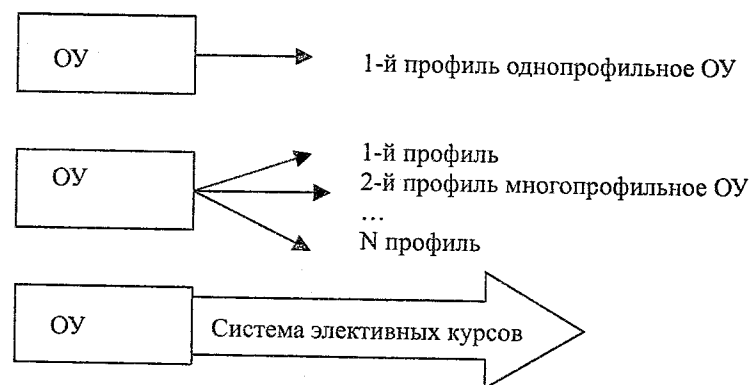 ОУ
1-й профиль однопрофильное ОУ
ОУ
1-й профиль
2-й профиль многопрофильное ОУ
...
N профиль
ОУ
Система элективных курсов